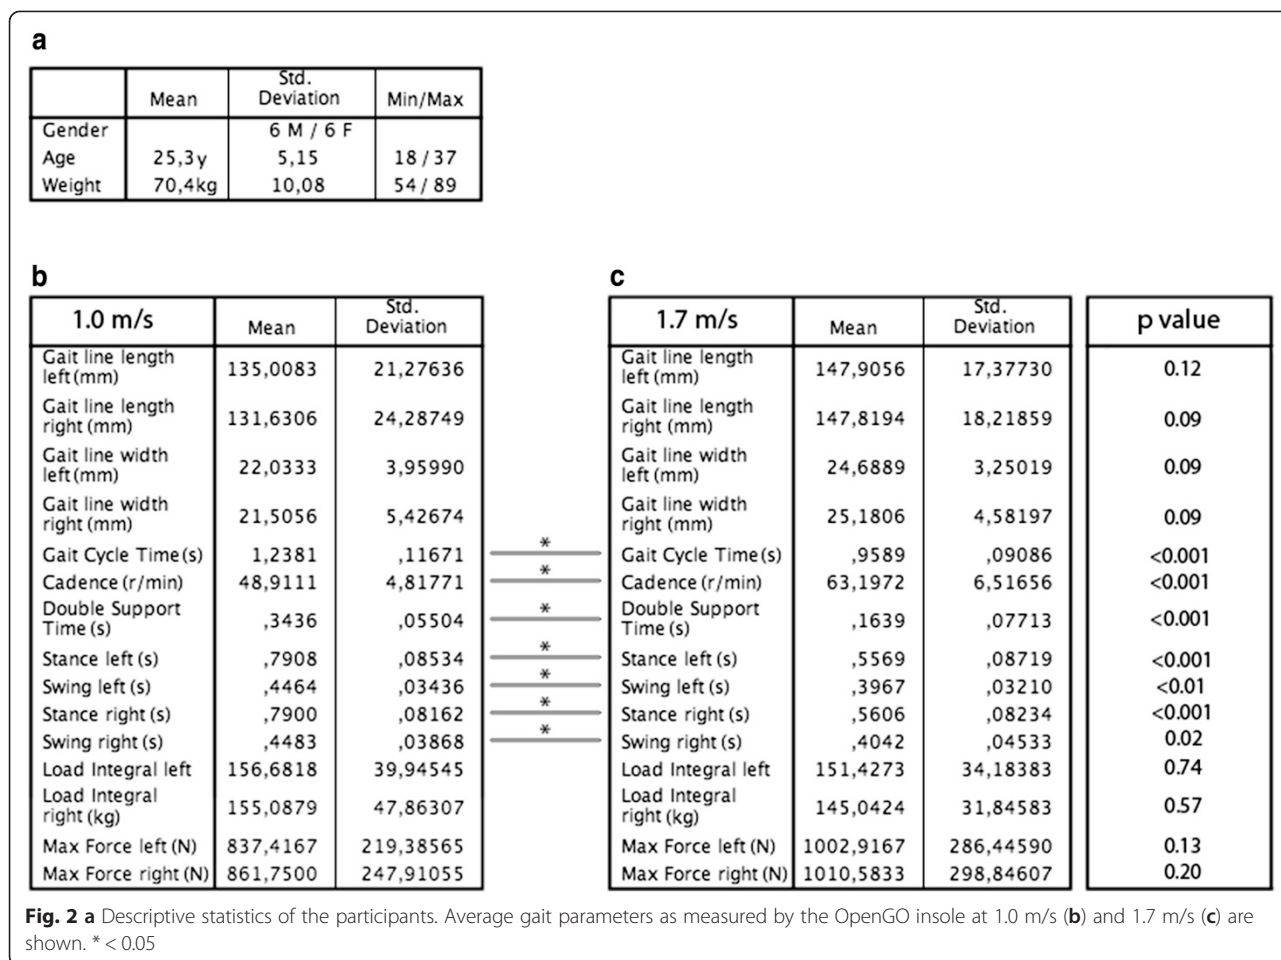 a
Mean Std. Deviation Min/Max
Gender 6 M / 6 F
Age 25,3y 5,15 18 / 37
Weight 70,4kg 10,08 54 / 89
b
1.0 m/s Mean Std. Deviation
Gait line length left (mm) 135,0083 21,27636
Gait line length right (mm) 131,6306 24,28749
Gait line width left (mm) 22,0333 3,95990
Gait line width right (mm) 21,5056 5,42674
Gait Cycle Time (s) 1,2381 ,11671 *
Cadence (r/min) 48,9111 4,81771 *
Double Support Time (s) ,3436 ,05504 *
Stance left (s) ,7908 ,08534 *
Swing left (s) ,4464 ,03436 *
Stance right (s) ,7900 ,08162 *
Swing right (s) ,4483 ,03868 *
Load Integral left 156,6818 39,94545
Load Integral right (kg) 155,0879 47,86307
Max Force left (N) 837,4167 219,38565
Max Force right (N) 861,7500 247,91055
c
1.7 m/s Mean Std. Deviation p value
Gait line length left (mm) 147,9056 17,37730 0.12
Gait line length right (mm) 147,8194 18,21859 0.09
Gait line width left (mm) 24,6889 3,25019 0.09
Gait line width right (mm) 25,1806 4,58197 0.09
Gait Cycle Time (s) ,9589 ,09086 <0.001
Cadence (r/min) 63,1972 6,51656 <0.001
Double Support Time (s) ,1639 ,07713 <0.001
Stance left (s) ,5569 ,08719 <0.001
Swing left (s) ,3967 ,03210 <0.01
Stance right (s) ,5606 ,08234 <0.001
Swing right (s) ,4042 ,04533 0.02
Load Integral left 151,4273 34,18383 0.74
Load Integral right (kg) 145,0424 31,84583 0.57
Max Force left (N) 1002,9167 286,44590 0.13
Max Force right (N) 1010,5833 298,84607 0.20
Fig. 2 a Descriptive statistics of the participants. Average gait parameters as measured by the OpenGO insole at 1.0 m/s (b) and 1.7 m/s (c) are
shown. * < 0.05